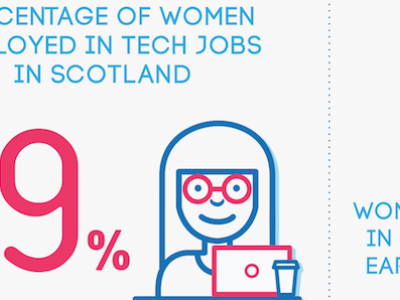 CENTAGE OF WOMEN
LOYED IN TECH JOBS
IN SCOTLAND
9%
WOM
IN
EAR